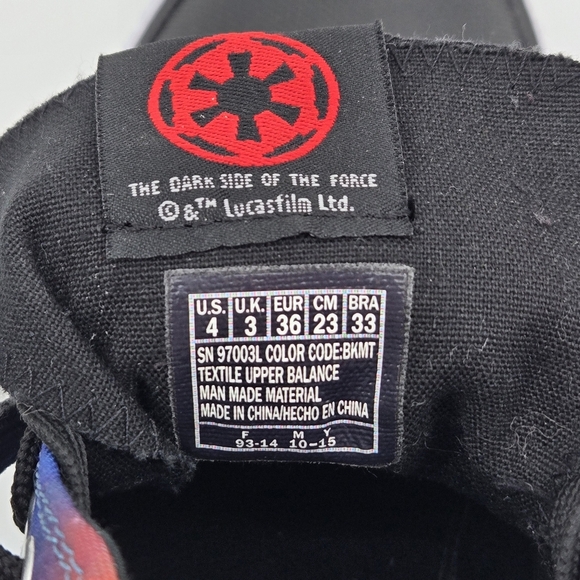 THE DARK SIDE OF THE FORCE
©&™ Lucasfilm Ltd.
U.S. U.K. EUR CM BRA
4 3 36 23 33
SN 97003L COLOR CODE:BKMT
TEXTILE UPPER BALANCE
MAN MADE MATERIAL
MADE IN CHINA/HECHO EN CHINA
F M Y
93-14 10-15